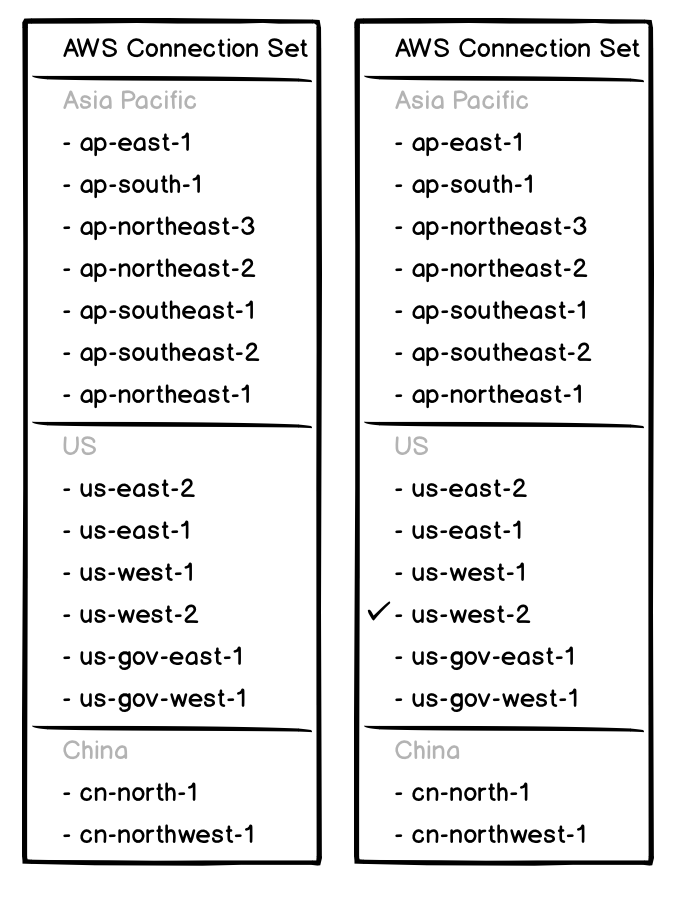 AWS Connection Set
Asia Pacific
- ap-east-1
- ap-south-1
- ap-northeast-3
- ap-northeast-2
- ap-southeast-1
- ap-southeast-2
- ap-northeast-1
US
- us-east-2
- us-east-1
- us-west-1
- us-west-2
- us-gov-east-1
- us-gov-west-1
China
- cn-north-1
- cn-northwest-1
AWS Connection Set
Asia Pacific
- ap-east-1
- ap-south-1
- ap-northeast-3
- ap-northeast-2
- ap-southeast-1
- ap-southeast-2
- ap-northeast-1
US
- us-east-2
- us-east-1
- us-west-1
✓ - us-west-2
- us-gov-east-1
- us-gov-west-1
China
- cn-north-1
- cn-northwest-1